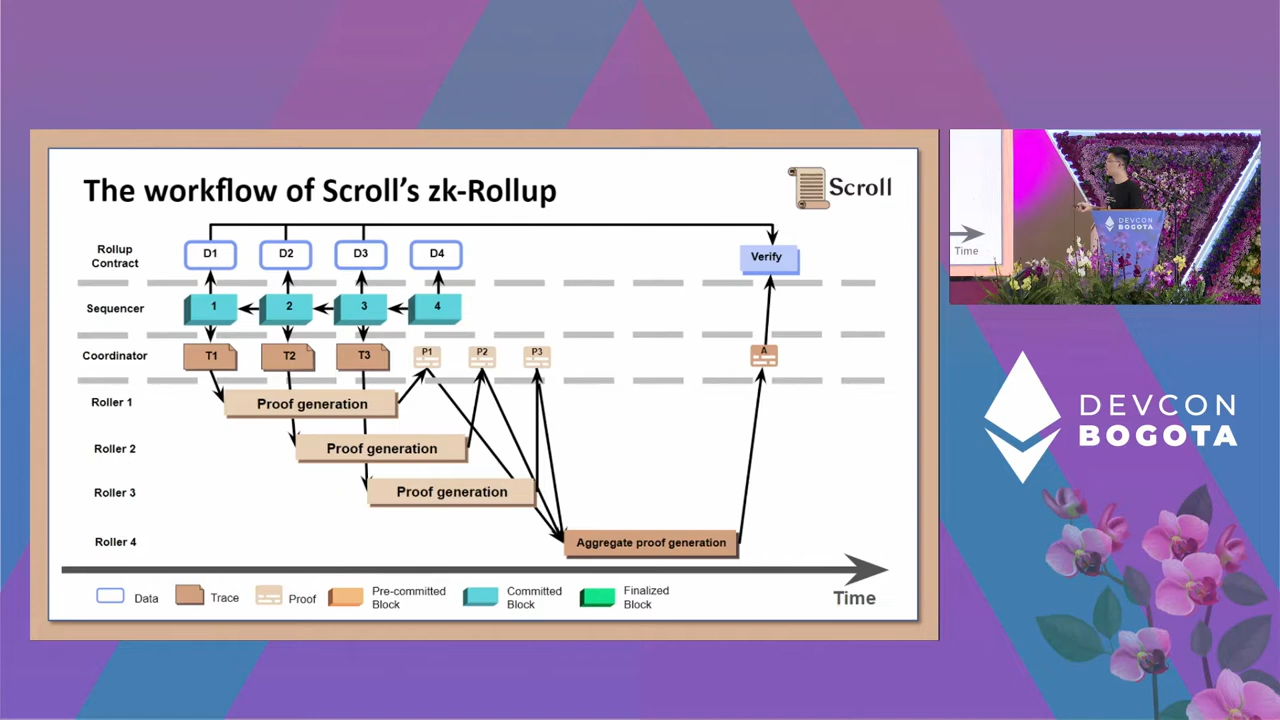 The workflow of Scroll's zk-Rollup
Scroll
Rollup
Contract
D1
D2
D3
D4
Verify
Sequencer
1
2
3
4
Coordinator
T1
T2
T3
P1
P2
P3
A
Roller 1
Proof generation
Roller 2
Proof generation
Roller 3
Proof generation
Roller 4
Aggregate proof generation
Data
Trace
Proof
Pre-committed
Block
Committed
Block
Finalized
Block
Time
Time
DEVCON
BOGOTA
DEVCON
BOGOTA